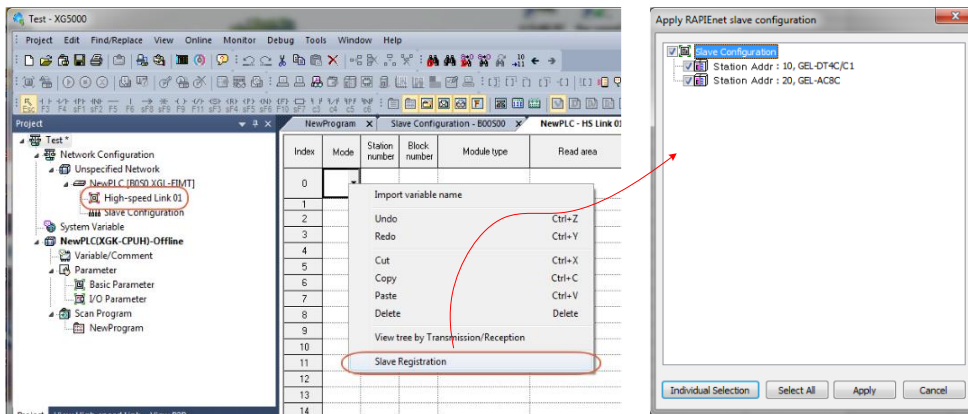 Test - XG5000
Project Edit Find/Replace View Online Monitor Debug Tools Window Help
Project
Test *
Network Configuration
Unspecified Network
NewPLC [B0S0 XGL-EIMT]
High-speed Link 01
Slave Configuration
System Variable
NewPLC(XGK-CPUH)-Offline
Variable/Comment
Parameter
Basic Parameter
I/O Parameter
Scan Program
NewProgram
NewProgram Slave Configuration - B00S00 NewPLC - HS Link 01
Index Mode Station number Block number Module type Read area
0
1
2
3
4
5
6
7
8
9
10
11
12
13
14
Import variable name
Undo Ctrl+Z
Redo Ctrl+Y
Cut Ctrl+X
Copy Ctrl+C
Paste Ctrl+V
Delete Delete
View tree by Transmission/Reception
Slave Registration
Apply RAPIEnet slave configuration
Slave Configuration
Station Addr : 10, GEL-DT4C/C1
Station Addr : 20, GEL-AC8C
Individual Selection Select All Apply Cancel